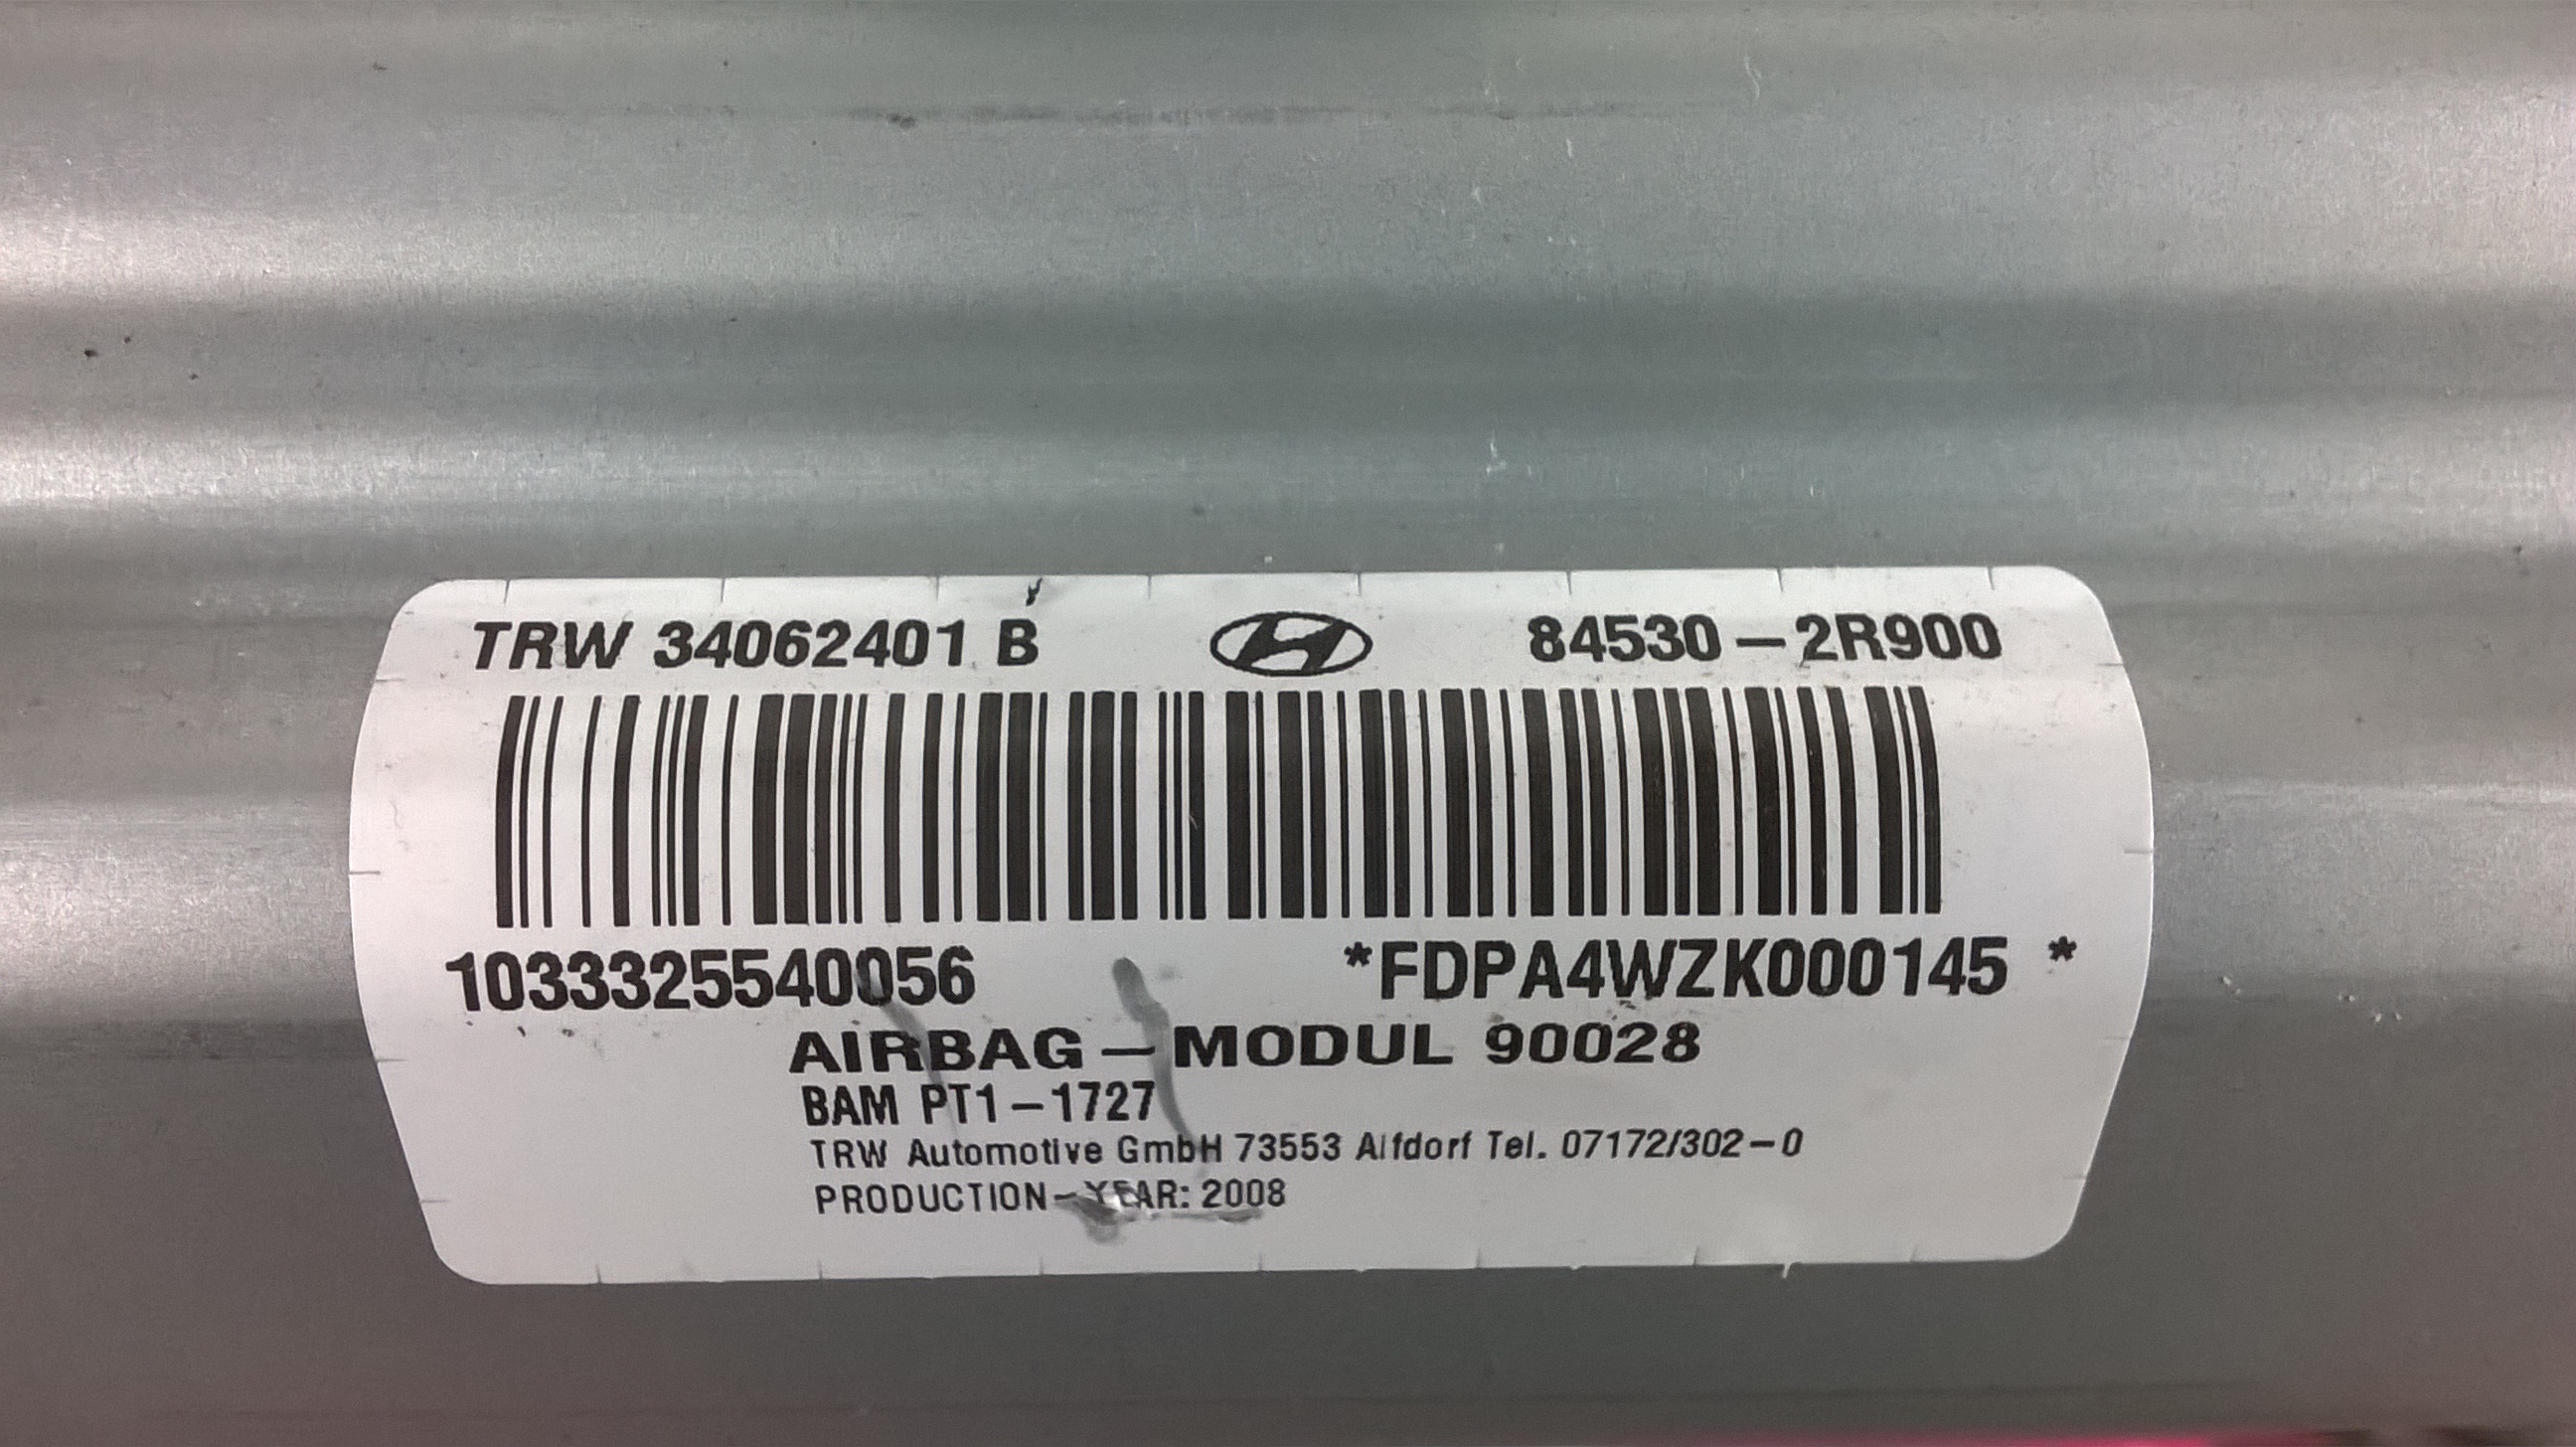 TRW 34062401 B 84530-2R900
1033325540056 *FDPA4WZK000145 *
AIRBAG-MODUL 90028
BAM PT1-1727
TRW Automotive GmbH 73553 Alfdorf Tel. 07172/302-0
PRODUCTION-YEAR: 2008